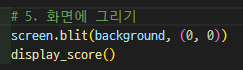 # 5. 화면에 그리기
screen.blit(background, (0, 0))
display_score()